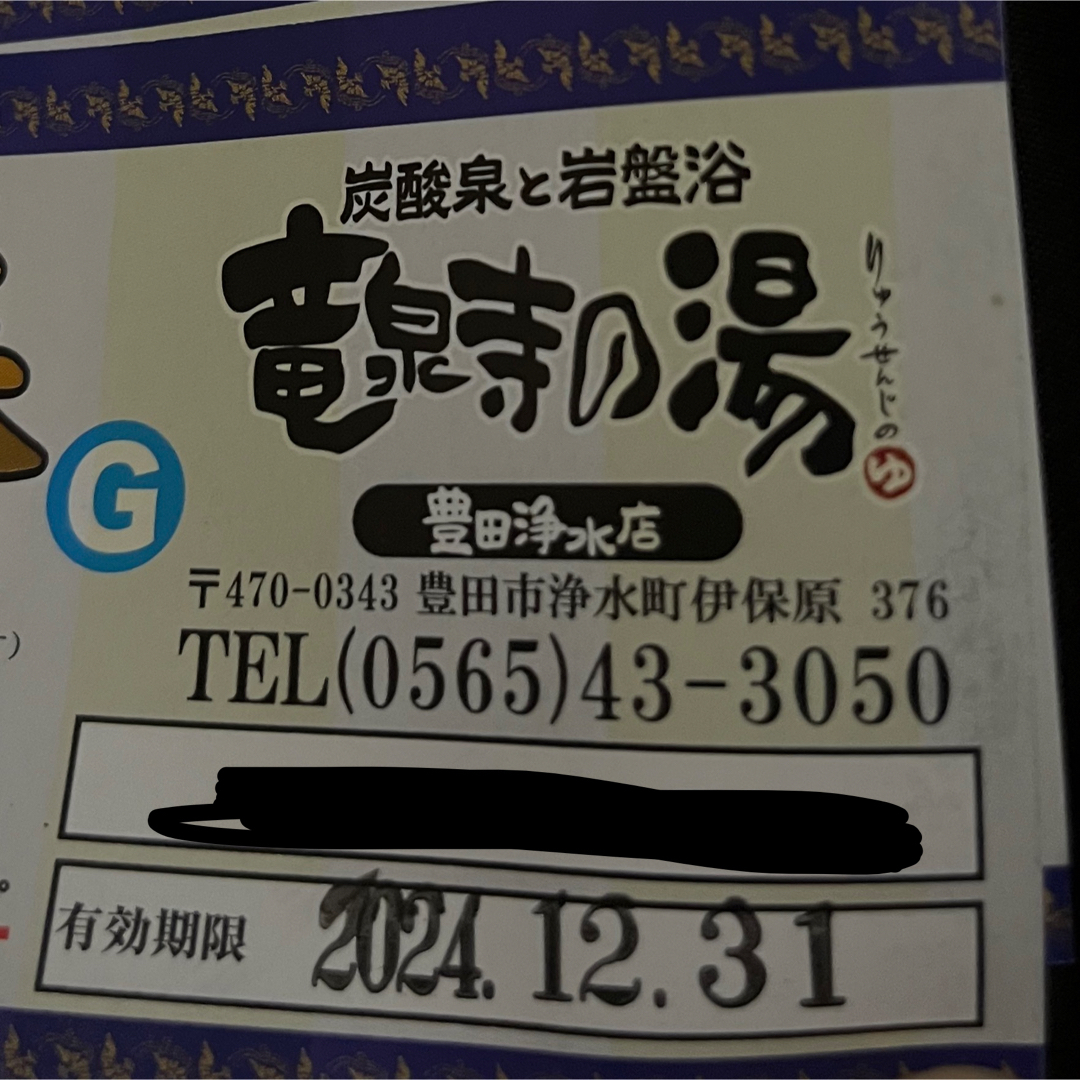 炭酸泉と岩盤浴
竜泉寺の湯
りゅうせんじのゆ
G
豊田浄水店
〒470-0343 豊田市浄水町伊保原 376
TEL(0565)43-3050
有効期限 2024.12.31